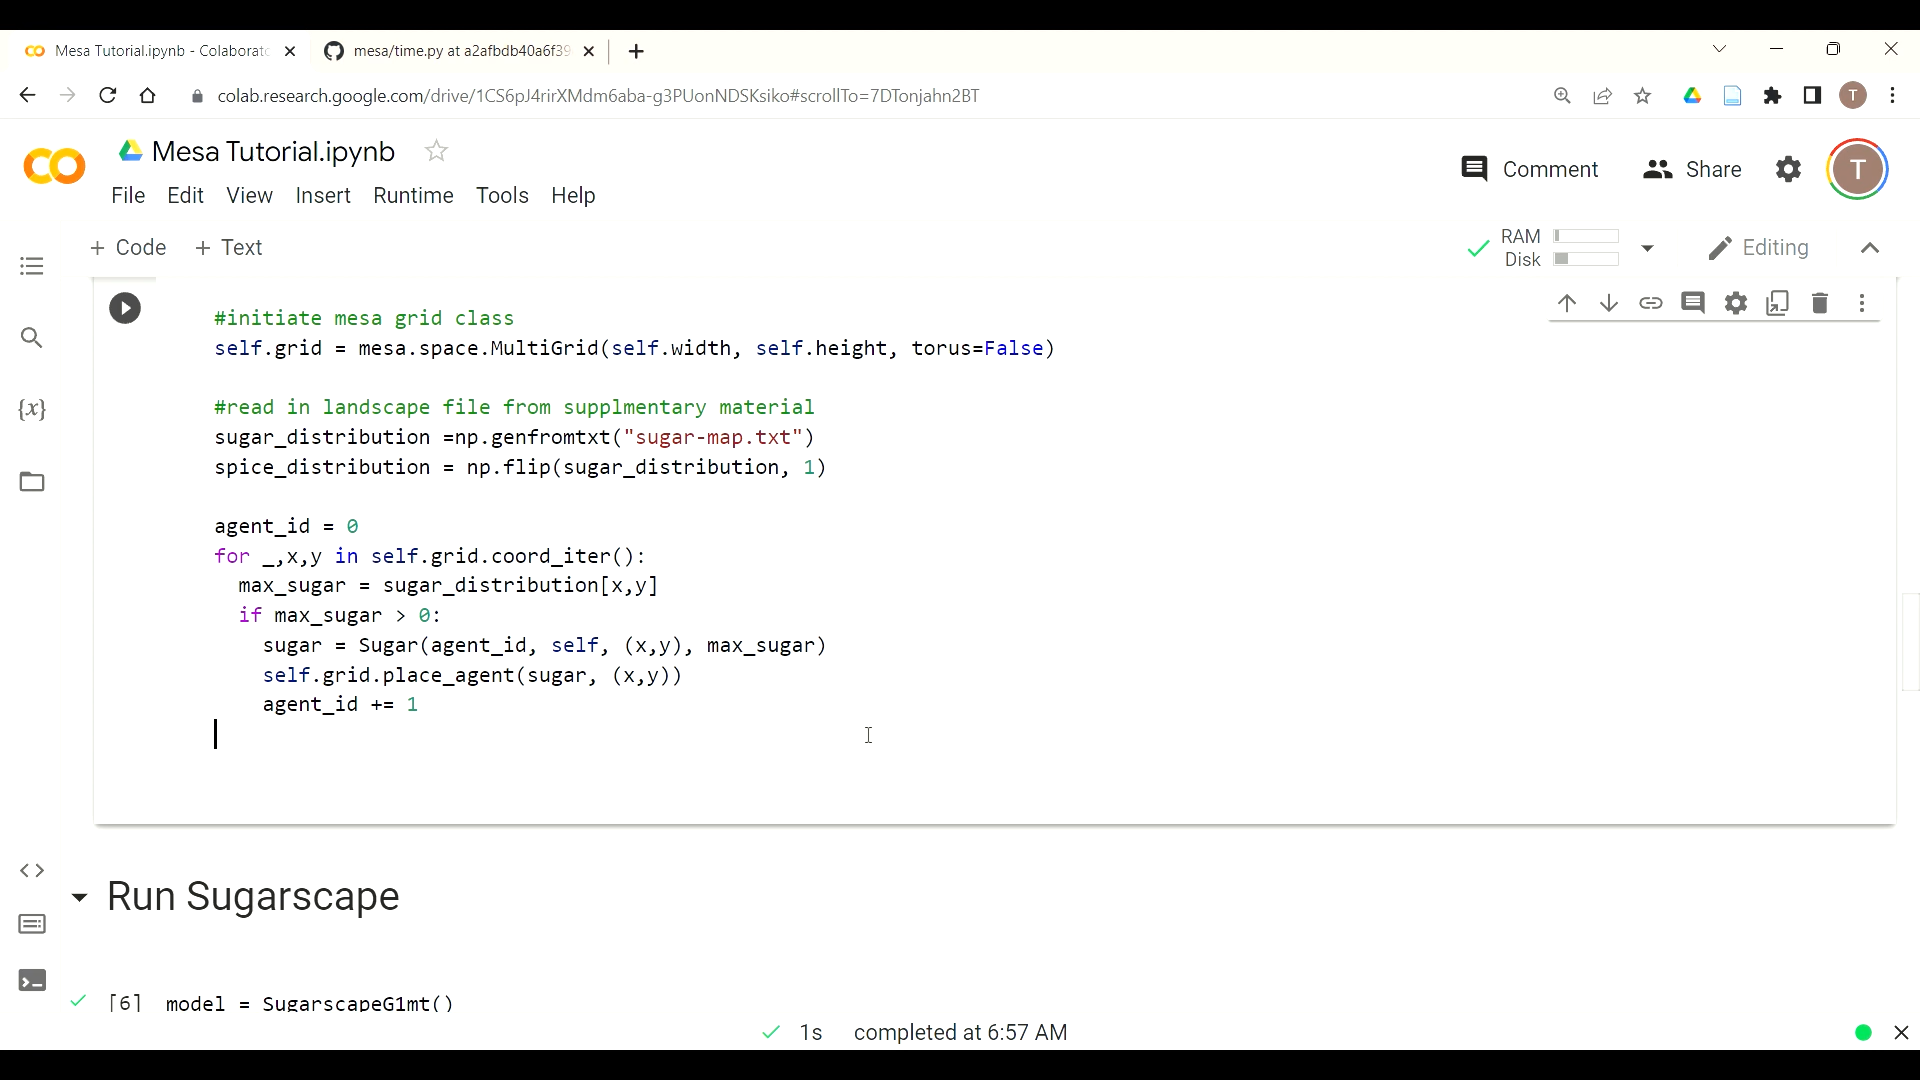 Mesa Tutorial.ipynb - Colaborato
mesa/time.py at a2afbdb40a6f39
colab.research.google.com/drive/1CS6pJ4rirXMdm6aba-g3PUonNDSKsiko#scrollTo=7DTonjahn2BT
T
Mesa Tutorial.ipynb
Comment
Share
T
File Edit View Insert Runtime Tools Help
+ Code + Text
RAM
Disk
Editing
#initiate mesa grid class
self.grid = mesa.space.MultiGrid(self.width, self.height, torus=False)
{x}
#read in landscape file from supplmentary material
sugar_distribution =np.genfromtxt("sugar-map.txt")
spice_distribution = np.flip(sugar_distribution, 1)
agent_id = 0
for _,x,y in self.grid.coord_iter():
max_sugar = sugar_distribution[x,y]
if max_sugar > 0:
sugar = Sugar(agent_id, self, (x,y), max_sugar)
self.grid.place_agent(sugar, (x,y))
agent_id += 1
Run Sugarscape
[6] model = SugarscapeG1mt()
1s completed at 6:57 AM